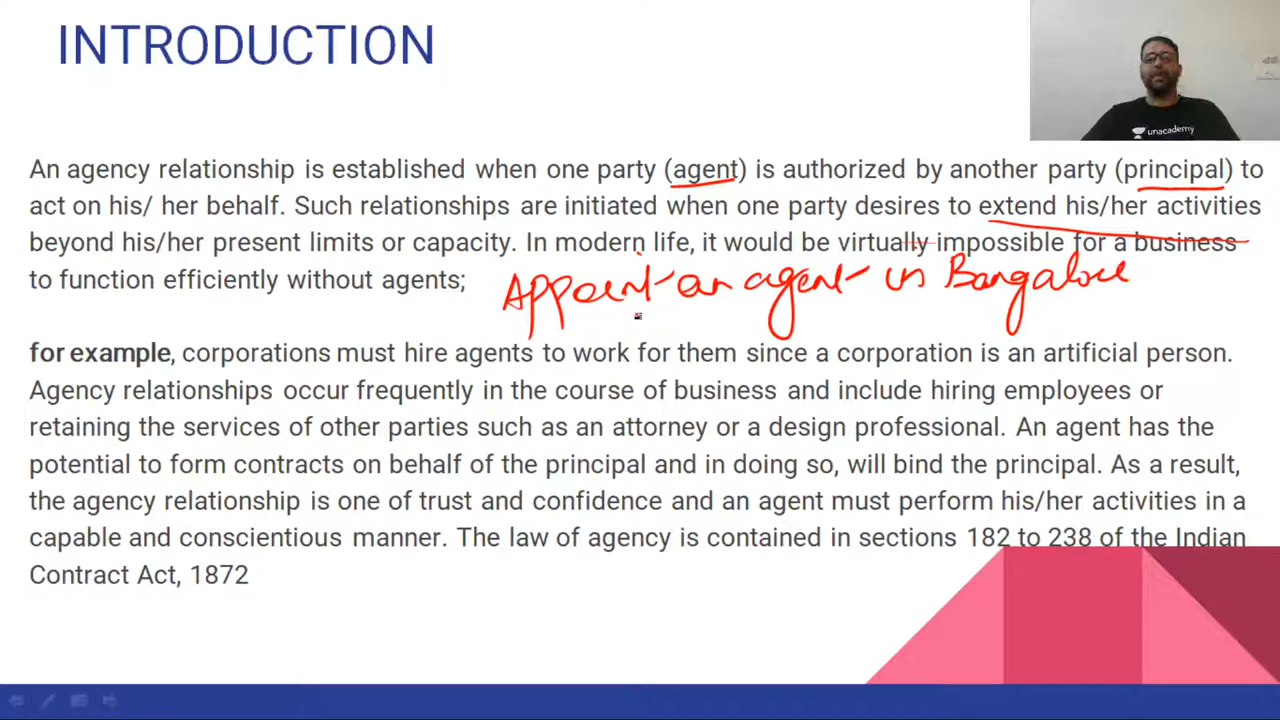 INTRODUCTION
unacademy
An agency relationship is established when one party (agent) is authorized by another party (principal) to
act on his/ her behalf. Such relationships are initiated when one party desires to extend his/her activities
beyond his/her present limits or capacity. In modern life, it would be virtually impossible for a business
to function efficiently without agents;
Appoint an agent in Bangalore
for example, corporations must hire agents to work for them since a corporation is an artificial person.
Agency relationships occur frequently in the course of business and include hiring employees or
retaining the services of other parties such as an attorney or a design professional. An agent has the
potential to form contracts on behalf of the principal and in doing so, will bind the principal. As a result,
the agency relationship is one of trust and confidence and an agent must perform his/her activities in a
capable and conscientious manner. The law of agency is contained in sections 182 to 238 of the Indian
Contract Act, 1872